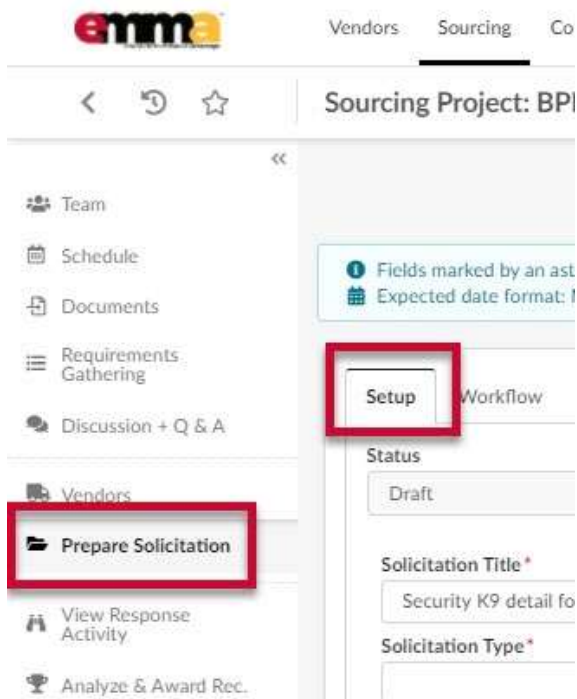 emma
Vendors Sourcing Co
Sourcing Project: BP
Team
Schedule
Documents
Requirements
Gathering
Discussion + Q & A
Vendors
Prepare Solicitation
View Response
Activity
Analyze & Award Rec.
Fields marked by an ast
Expected date format:
Setup Workflow
Status
Draft
Solicitation Title*
Security K9 detail fo
Solicitation Type*